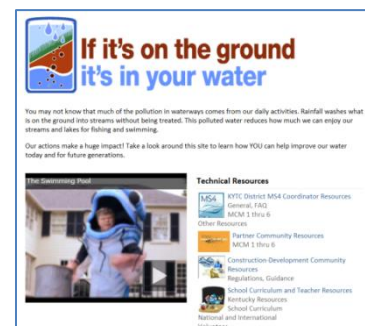 If it's on the ground
it's in your water
You may not know that much of the pollution in waterways comes from our daily activities. Rainfall washes what
is on the ground into streams without being treated. This polluted water reduces how much we can enjoy our
streams and lakes for fishing and swimming.
Our actions make a huge impact! Take a look around this site to learn how YOU can help improve our water
today and for future generations.
The Swimming Pool
Technical Resources
MS4
KYTC District MS4 Coordinator Resources
General, FAQ
MCM 1 thru 6
Other Resources
Partner Community Resources
MCM 1 thru 6
Construction-Development Community
Resources
Regulations, Guidance
School Curriculum and Teacher Resources
Kentucky Resources
School Curriculum
National and International